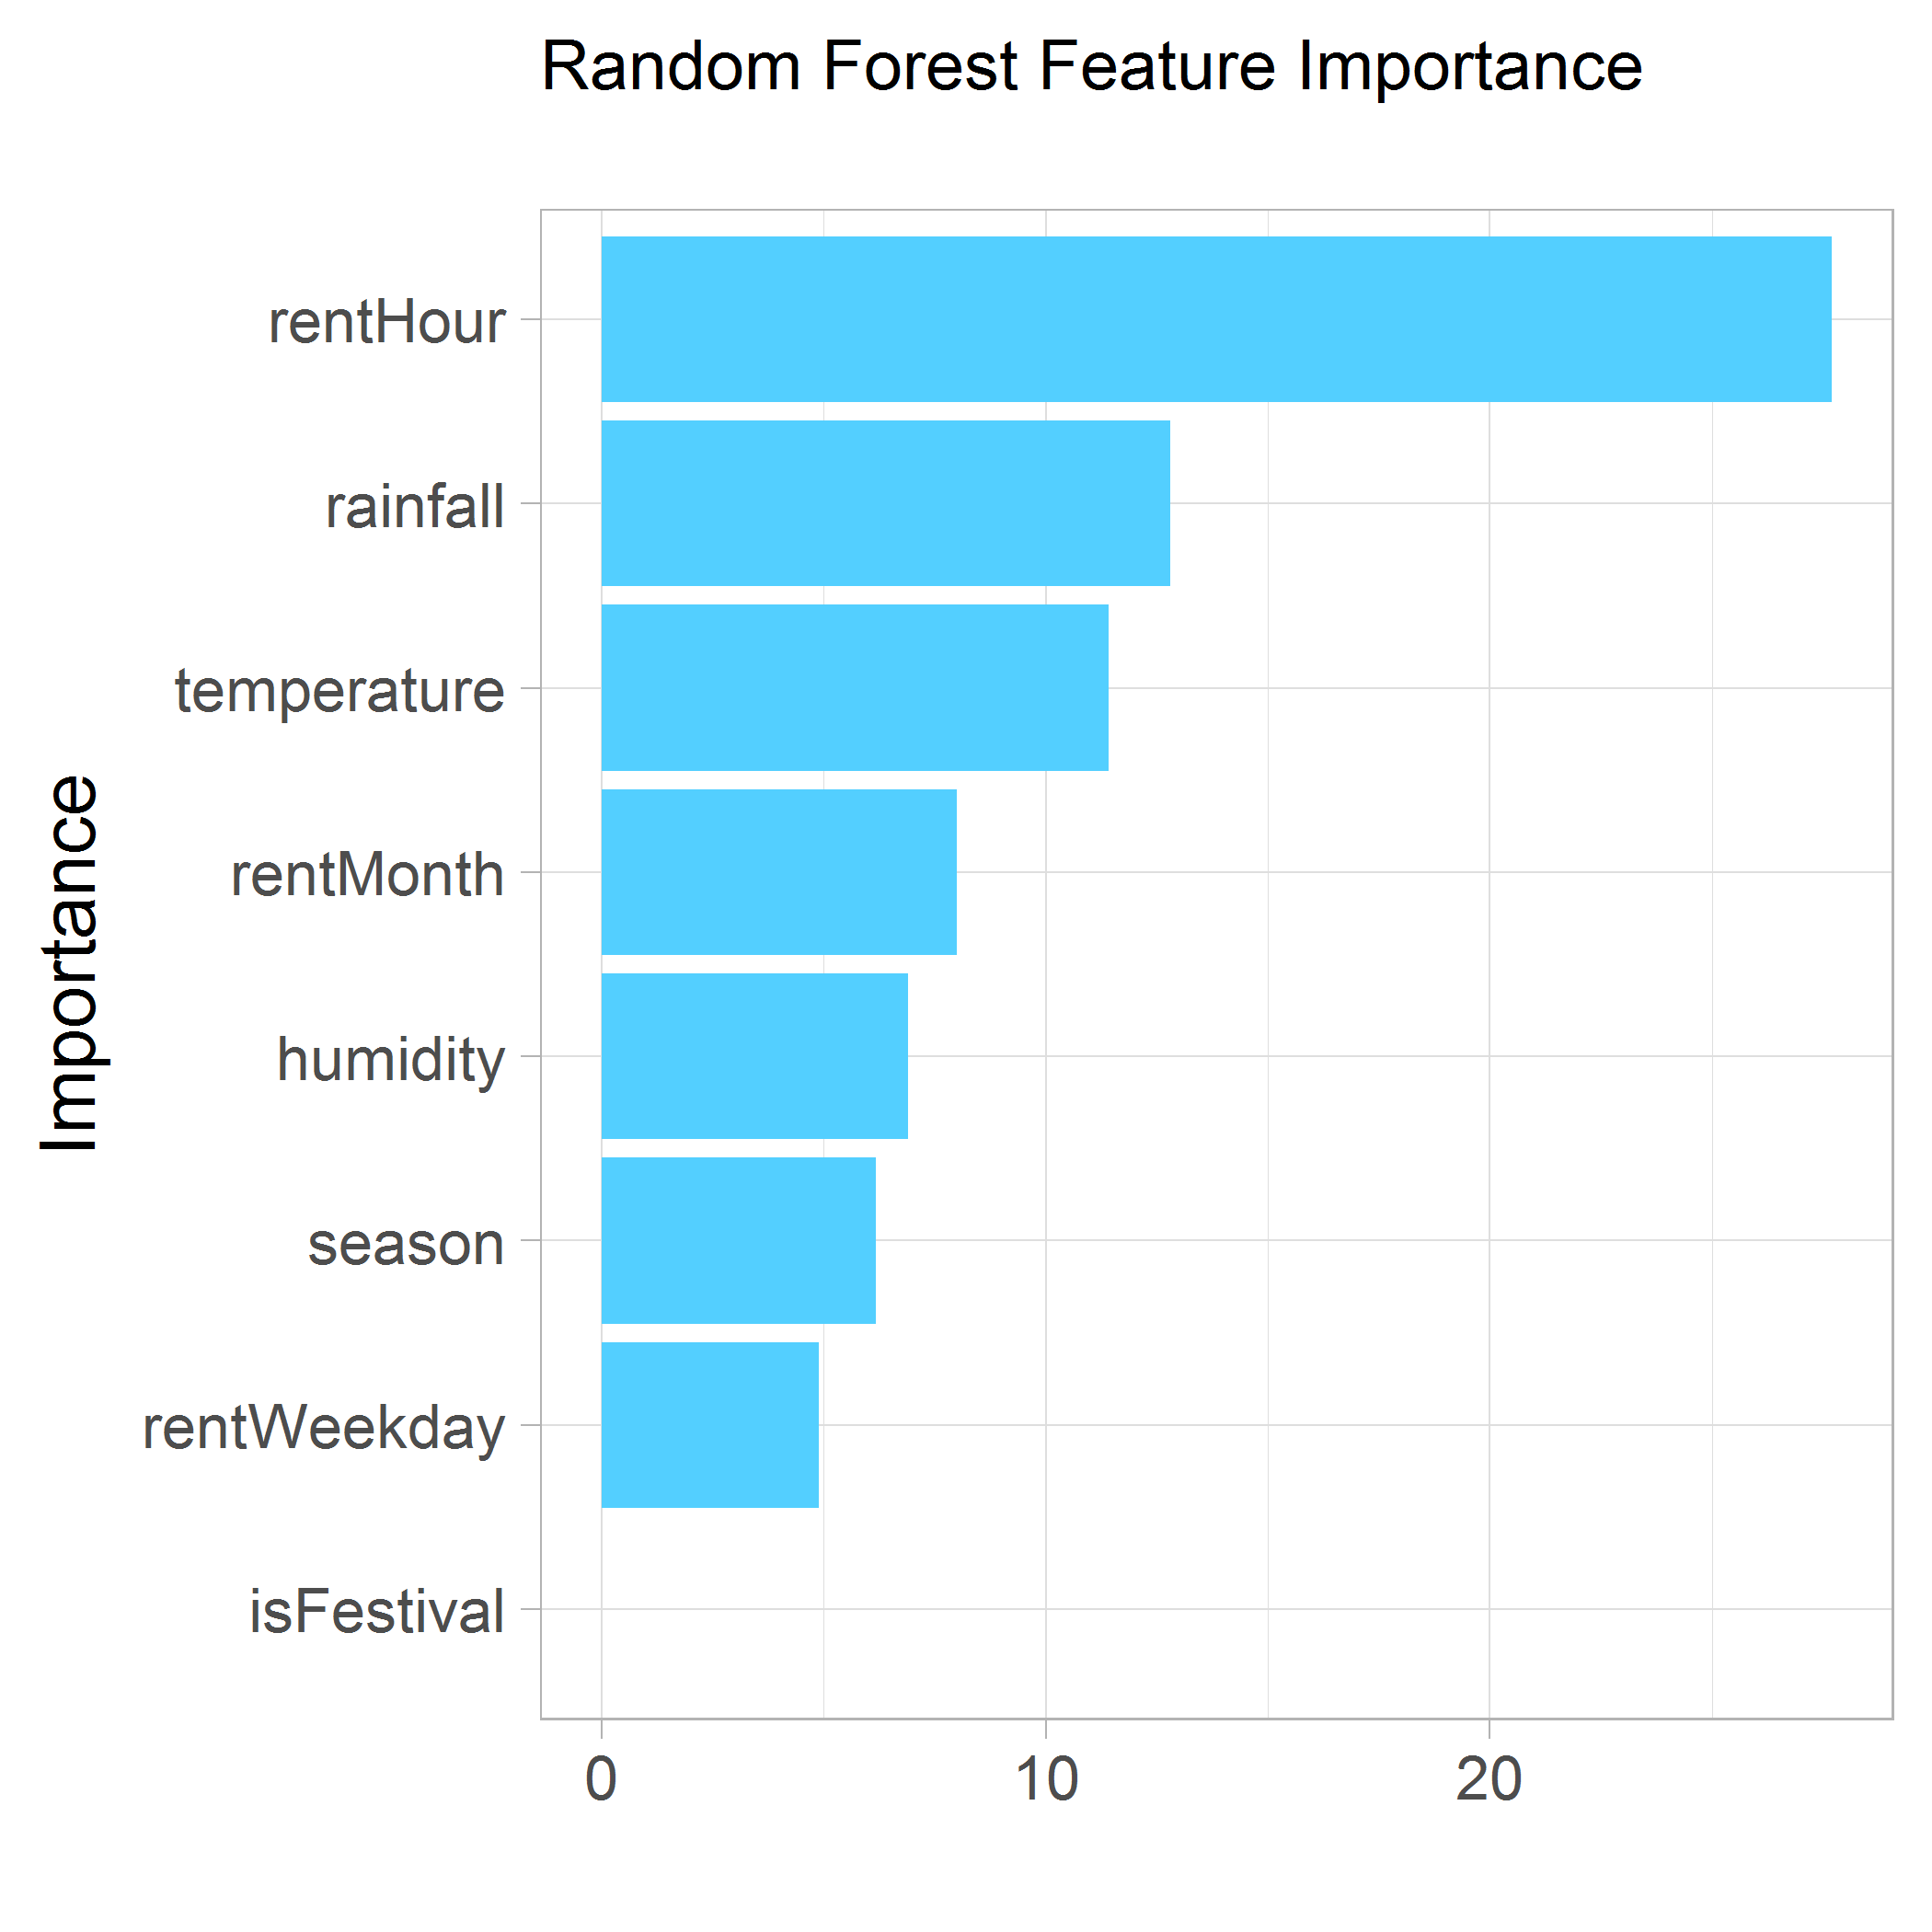 Random Forest Feature Importance
Importance
rentHour
rainfall
temperature
rentMonth
humidity
season
rentWeekday
isFestival
0 10 20